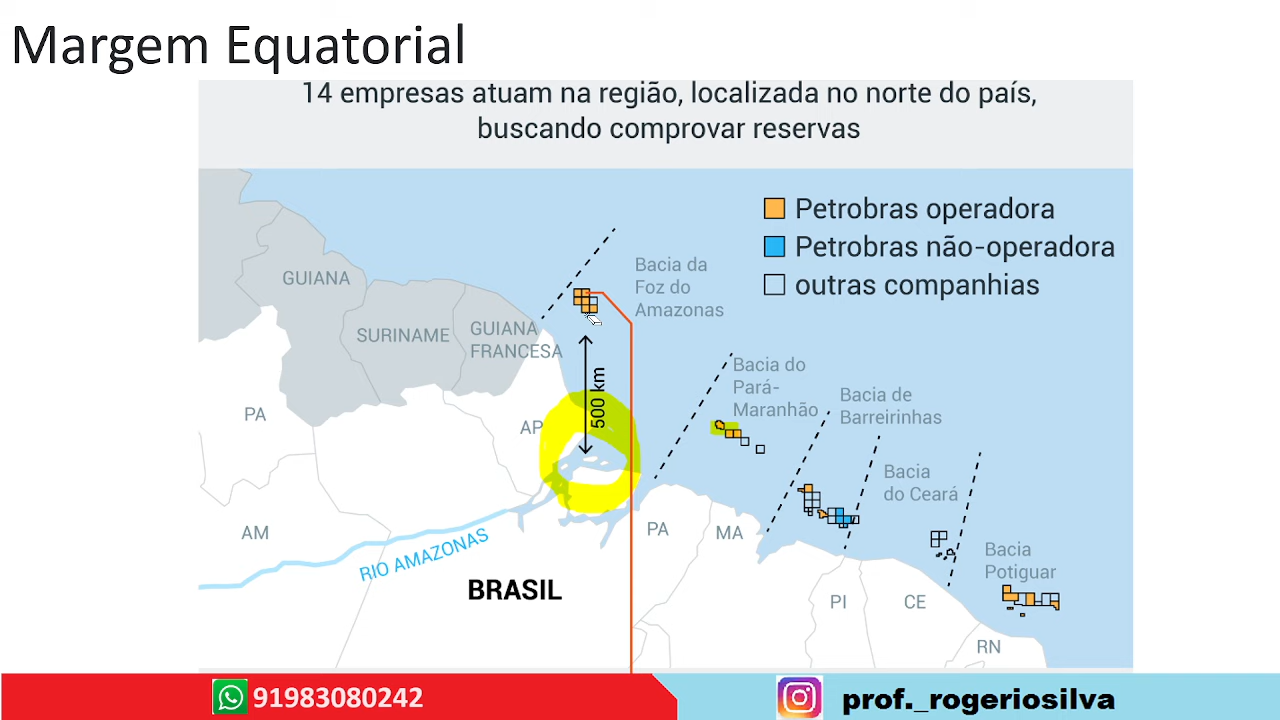 Margem Equatorial
14 empresas atuam na região, localizada no norte do país,
buscando comprovar reservas
Petrobras operadora
Petrobras não-operadora
outras companhias
Bacia da
Foz do
Amazonas
GUIANA
SURINAME
GUIANA
FRANCESA
500 km
Bacia do
Pará-
Maranhão
Bacia de
Barreirinhas
PA
AP
Bacia
do Ceará
AM
RIO AMAZONAS
PA
MA
Bacia
Potiguar
BRASIL
PI
CE
RN
91983080242
prof._rogeriosilva